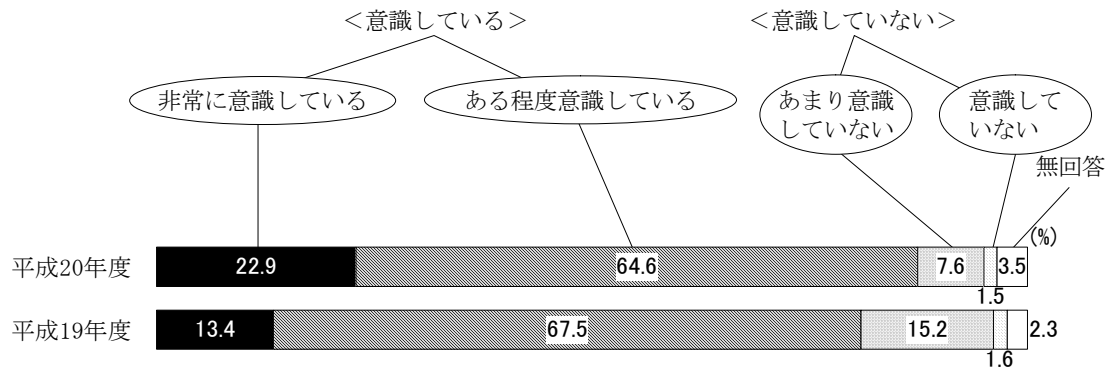 ＜意識している＞ ＜意識していない＞
非常に意識している ある程度意識している あまり意識していない 意識していない
無回答
(%)
平成20年度 22.9 64.6 7.6 1.5 3.5
平成19年度 13.4 67.5 15.2 1.6 2.3